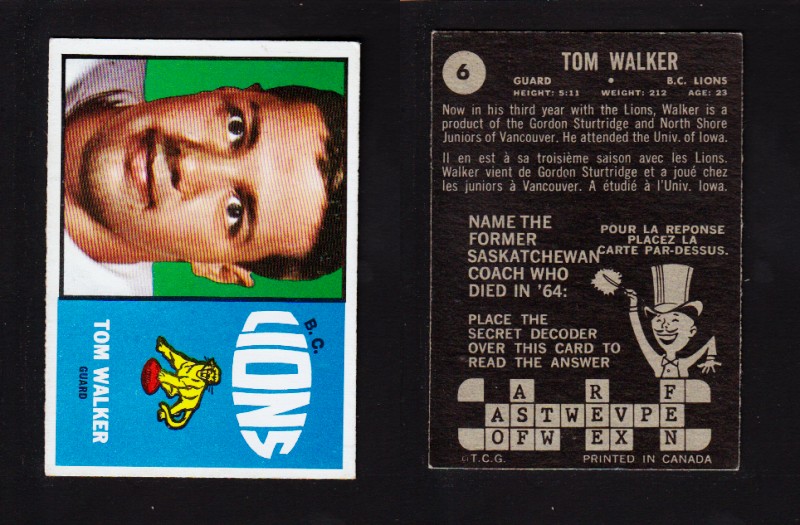 B.C.
LIONS
TOM WALKER
GUARD
6
TOM WALKER
GUARD • B.C. LIONS
HEIGHT: 5:11 WEIGHT: 212 AGE: 23
Now in his third year with the Lions, Walker is a
product of the Gordon Sturtridge and North Shore
Juniors of Vancouver. He attended the Univ. of Iowa.
Il en est à sa troisième saison avec les Lions.
Walker vient de Gordon Sturtridge et a joué chez
les juniors à Vancouver. A étudié à l'Univ. Iowa.
NAME THE
FORMER
SASKATCHEWAN
COACH WHO
DIED IN '64:
POUR LA REPONSE
PLACEZ LA
CARTE PAR-DESSUS.
PLACE THE
SECRET DECODER
OVER THIS CARD TO
READ THE ANSWER
A R F
A S T W E V P E
O F W E X N
T.C.G. PRINTED IN CANADA